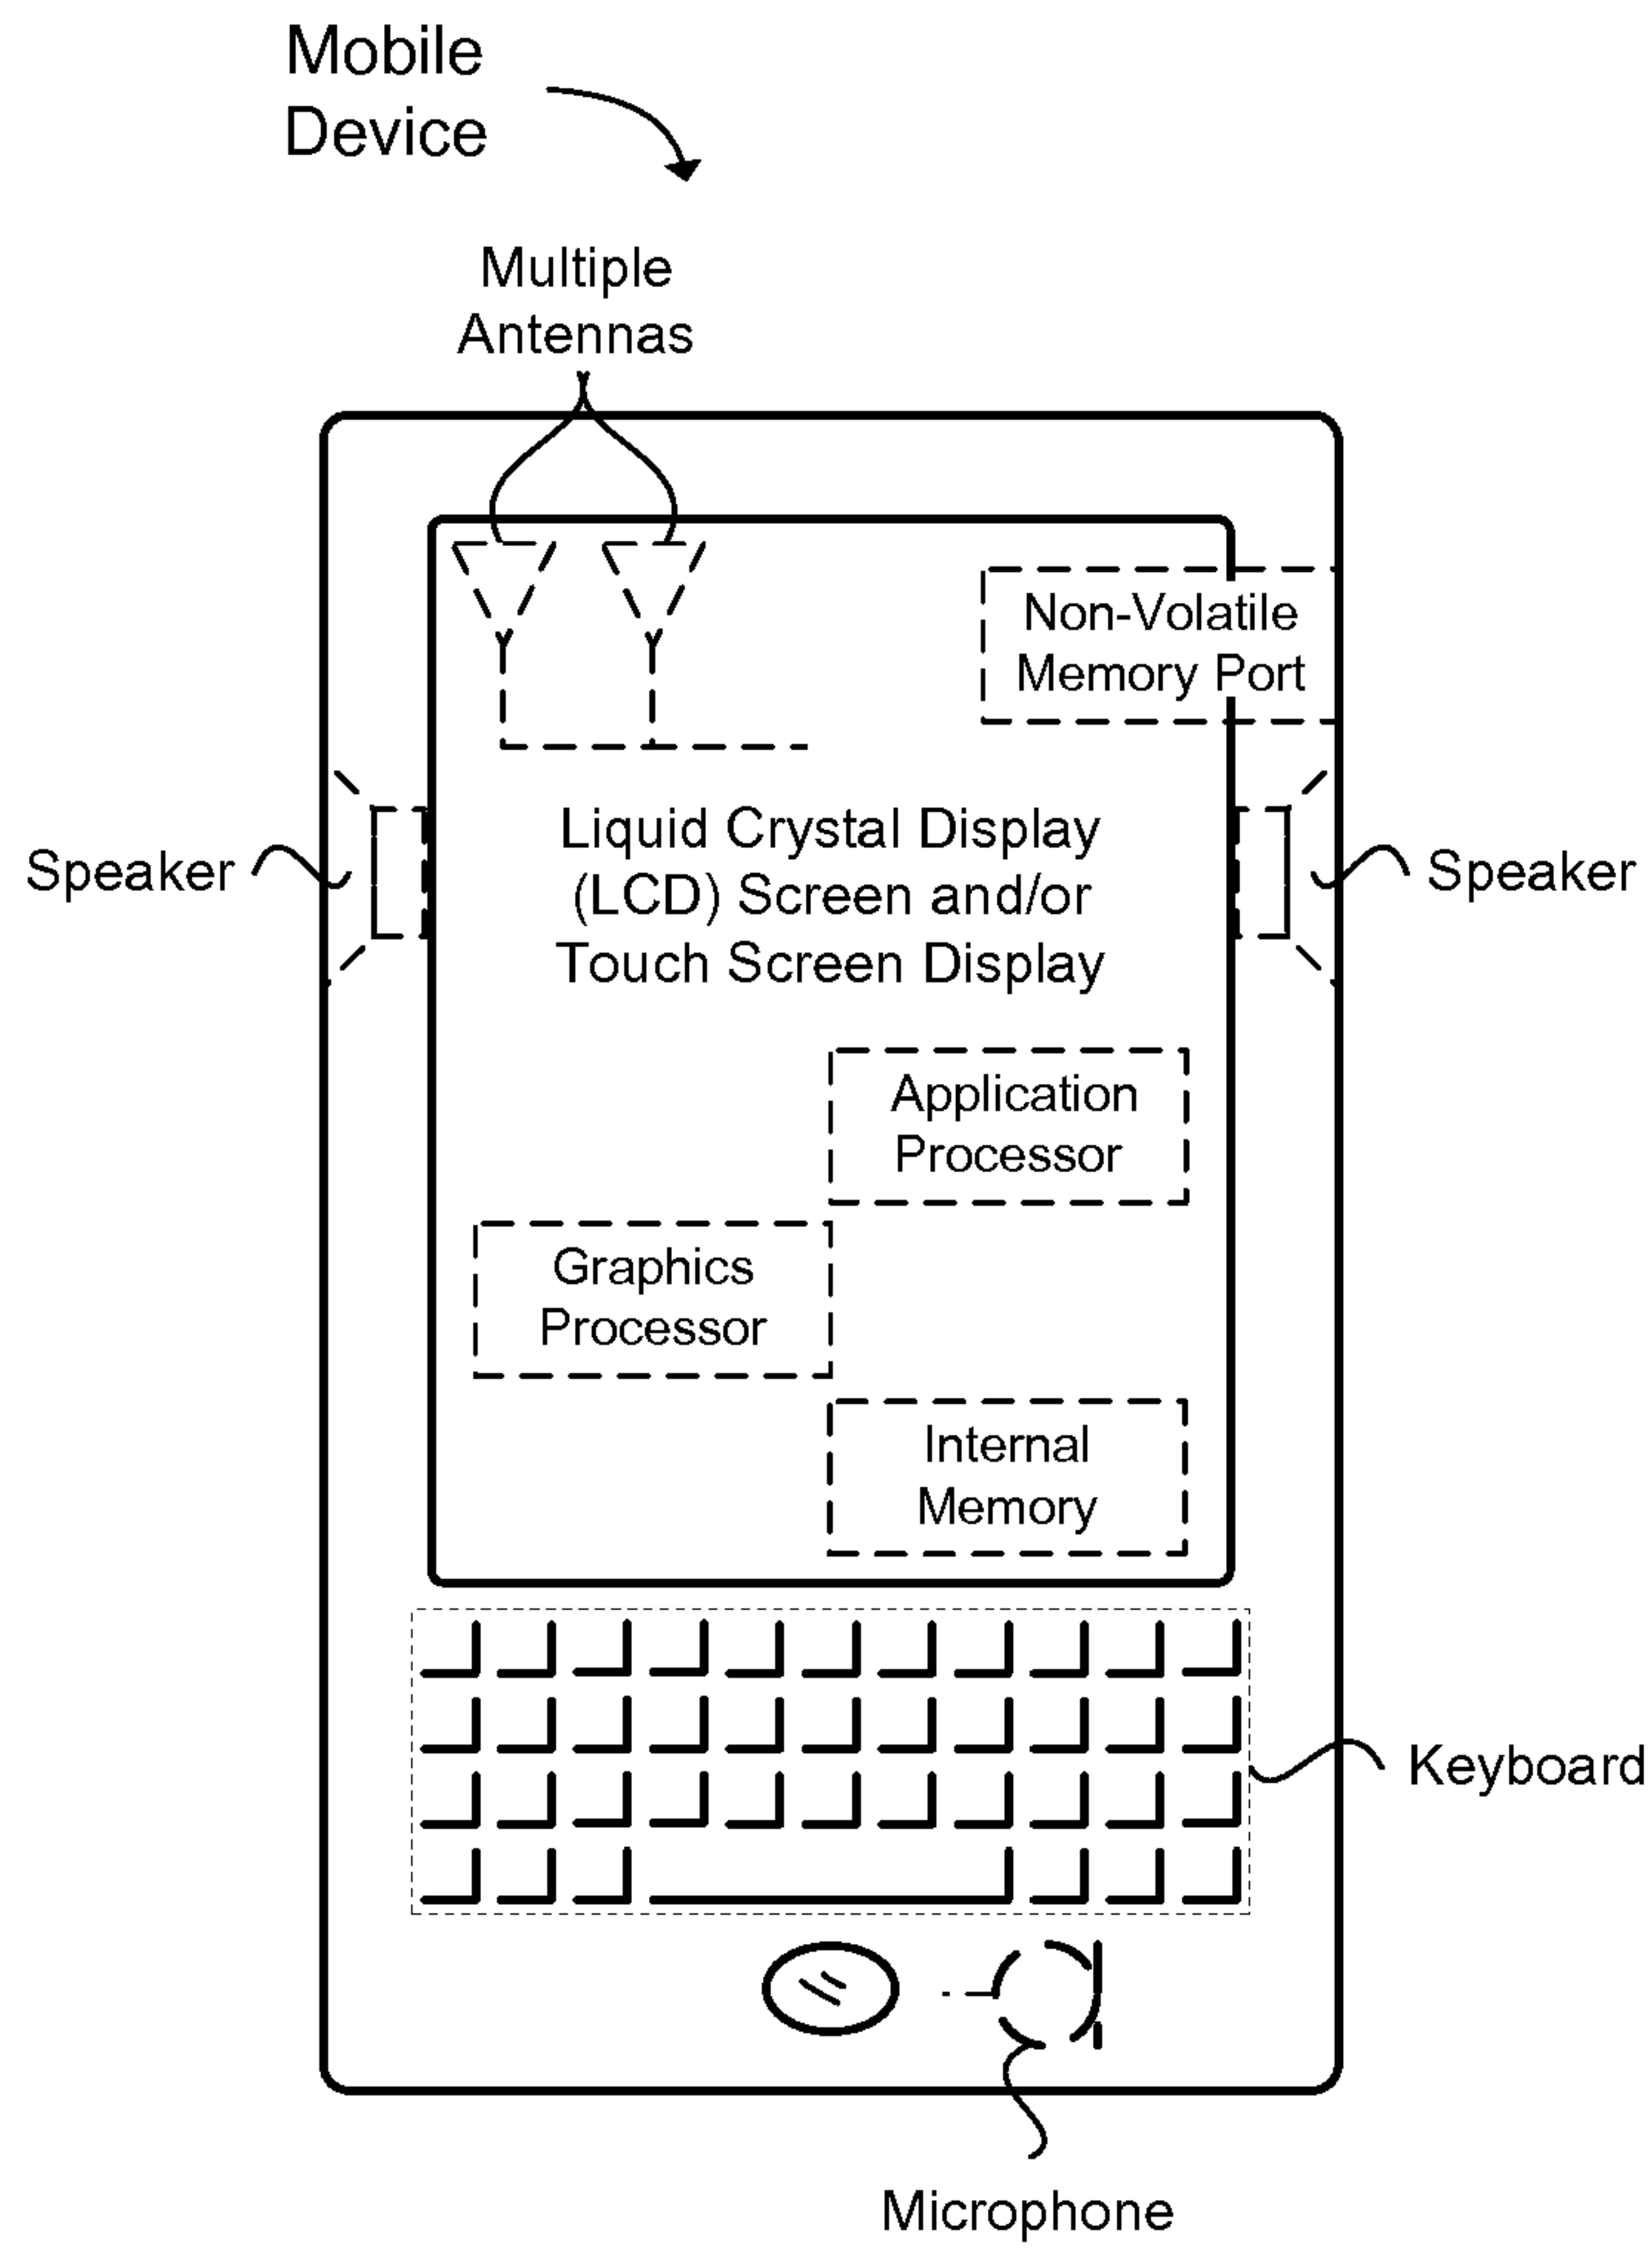 Mobile
Device
Multiple
Antennas
Non-Volatile
Memory Port
Speaker
Liquid Crystal Display
(LCD) Screen and/or
Touch Screen Display
Speaker
Application
Processor
Graphics
Processor
Internal
Memory
Keyboard
Microphone